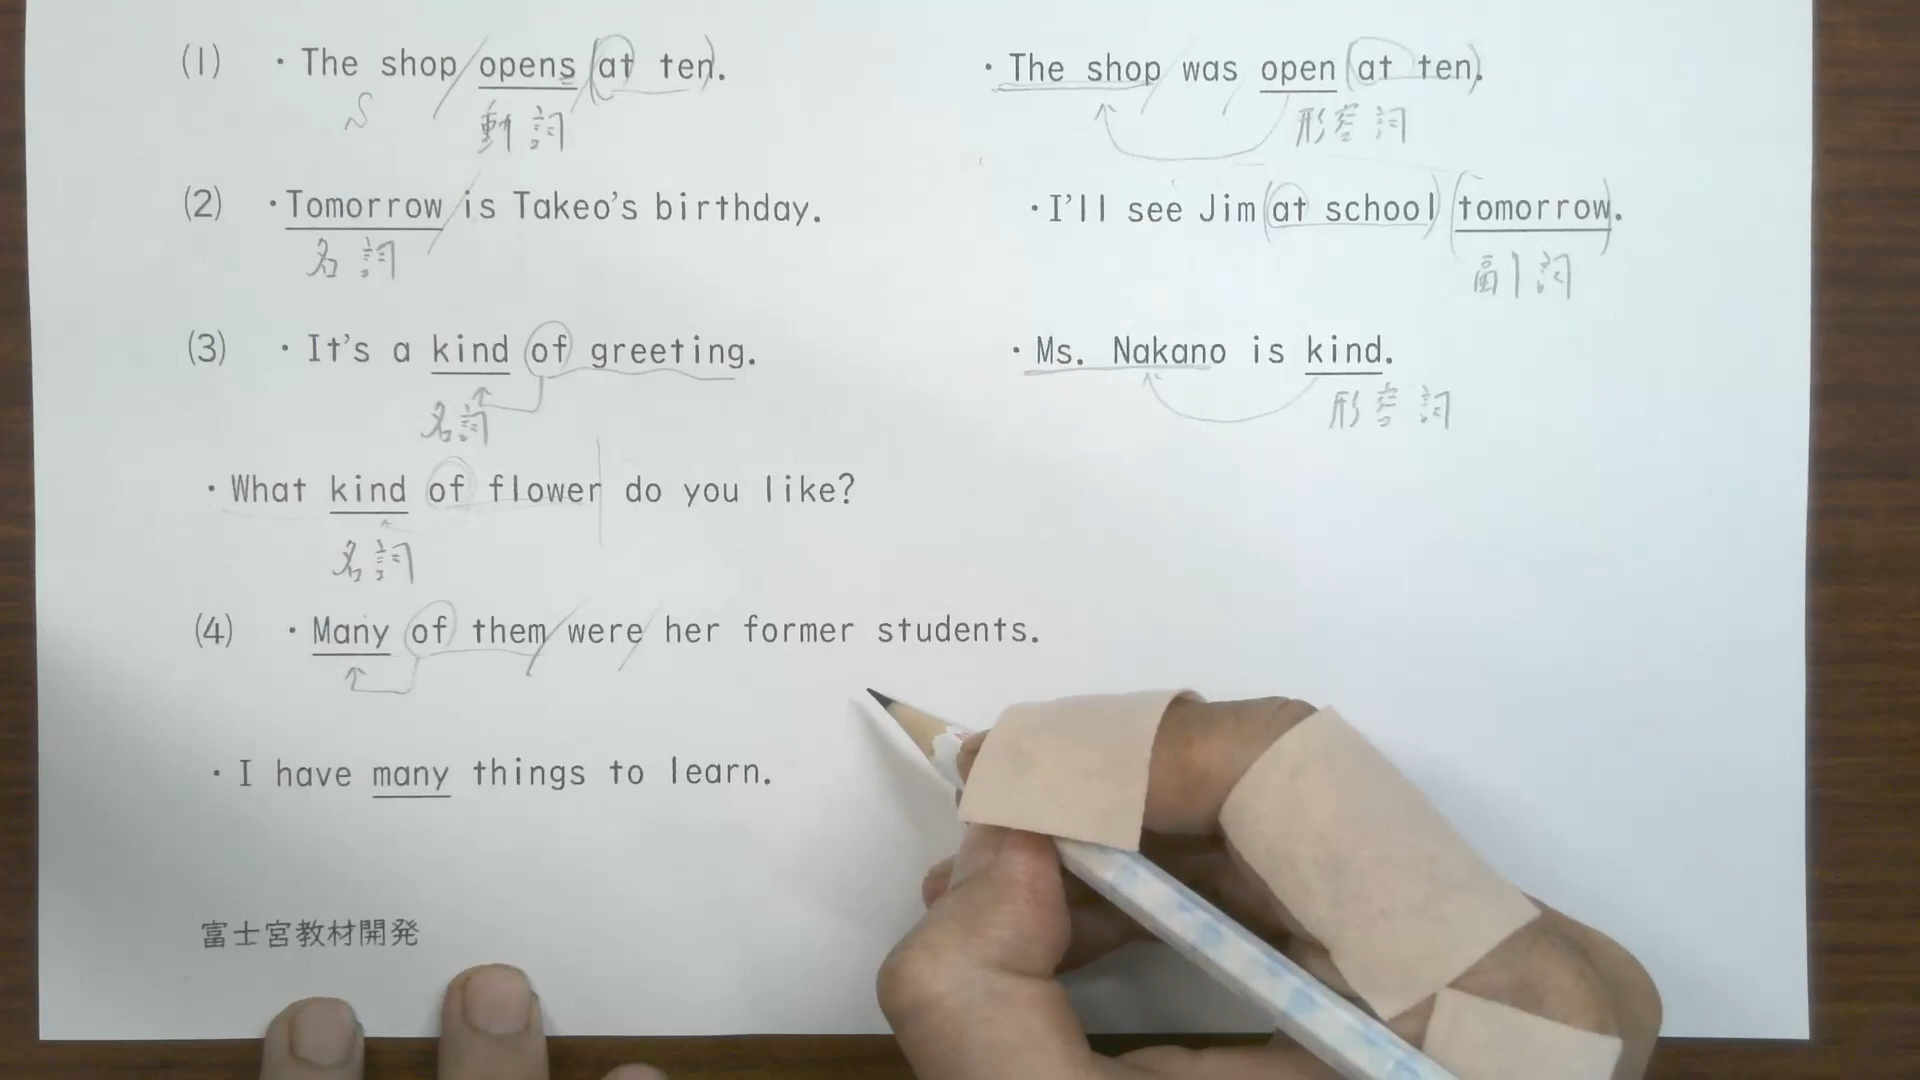 (1) ・The shop opens at ten. ・The shop was open at ten.
S 動詞 形容詞
(2) ・Tomorrow is Takeo's birthday. ・I'll see Jim at school tomorrow.
名詞 副詞
(3) ・It's a kind of greeting. ・Ms. Nakano is kind.
名詞 形容詞
・What kind of flower do you like?
名詞
(4) ・Many of them were her former students.
・I have many things to learn.
富士宮教材開発